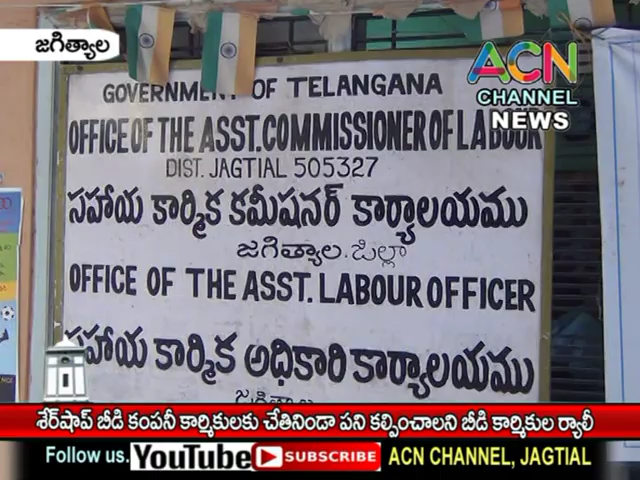 జగిత్యాల
ACN
CHANNEL
NEWS
GOVERNMENT OF TELANGANA
OFFICE OF THE ASST.COMMISSIONER OF LABOUR
DIST. JAGTIAL 505327
సహాయ కార్మిక కమీషనర్ కార్యాలయము
జగిత్యాల.జిల్లా
OFFICE OF THE ASST. LABOUR OFFICER
సహాయ కార్మిక అధికారి కార్యాలయము
శేర్‌షాప్ బీడి కంపనీ కార్మికులకు చేతినిండా పని కల్పించాలని బీడి కార్మికుల ర్యాలీ
Follow us. YouTube SUBSCRIBE ACN CHANNEL, JAGTIAL